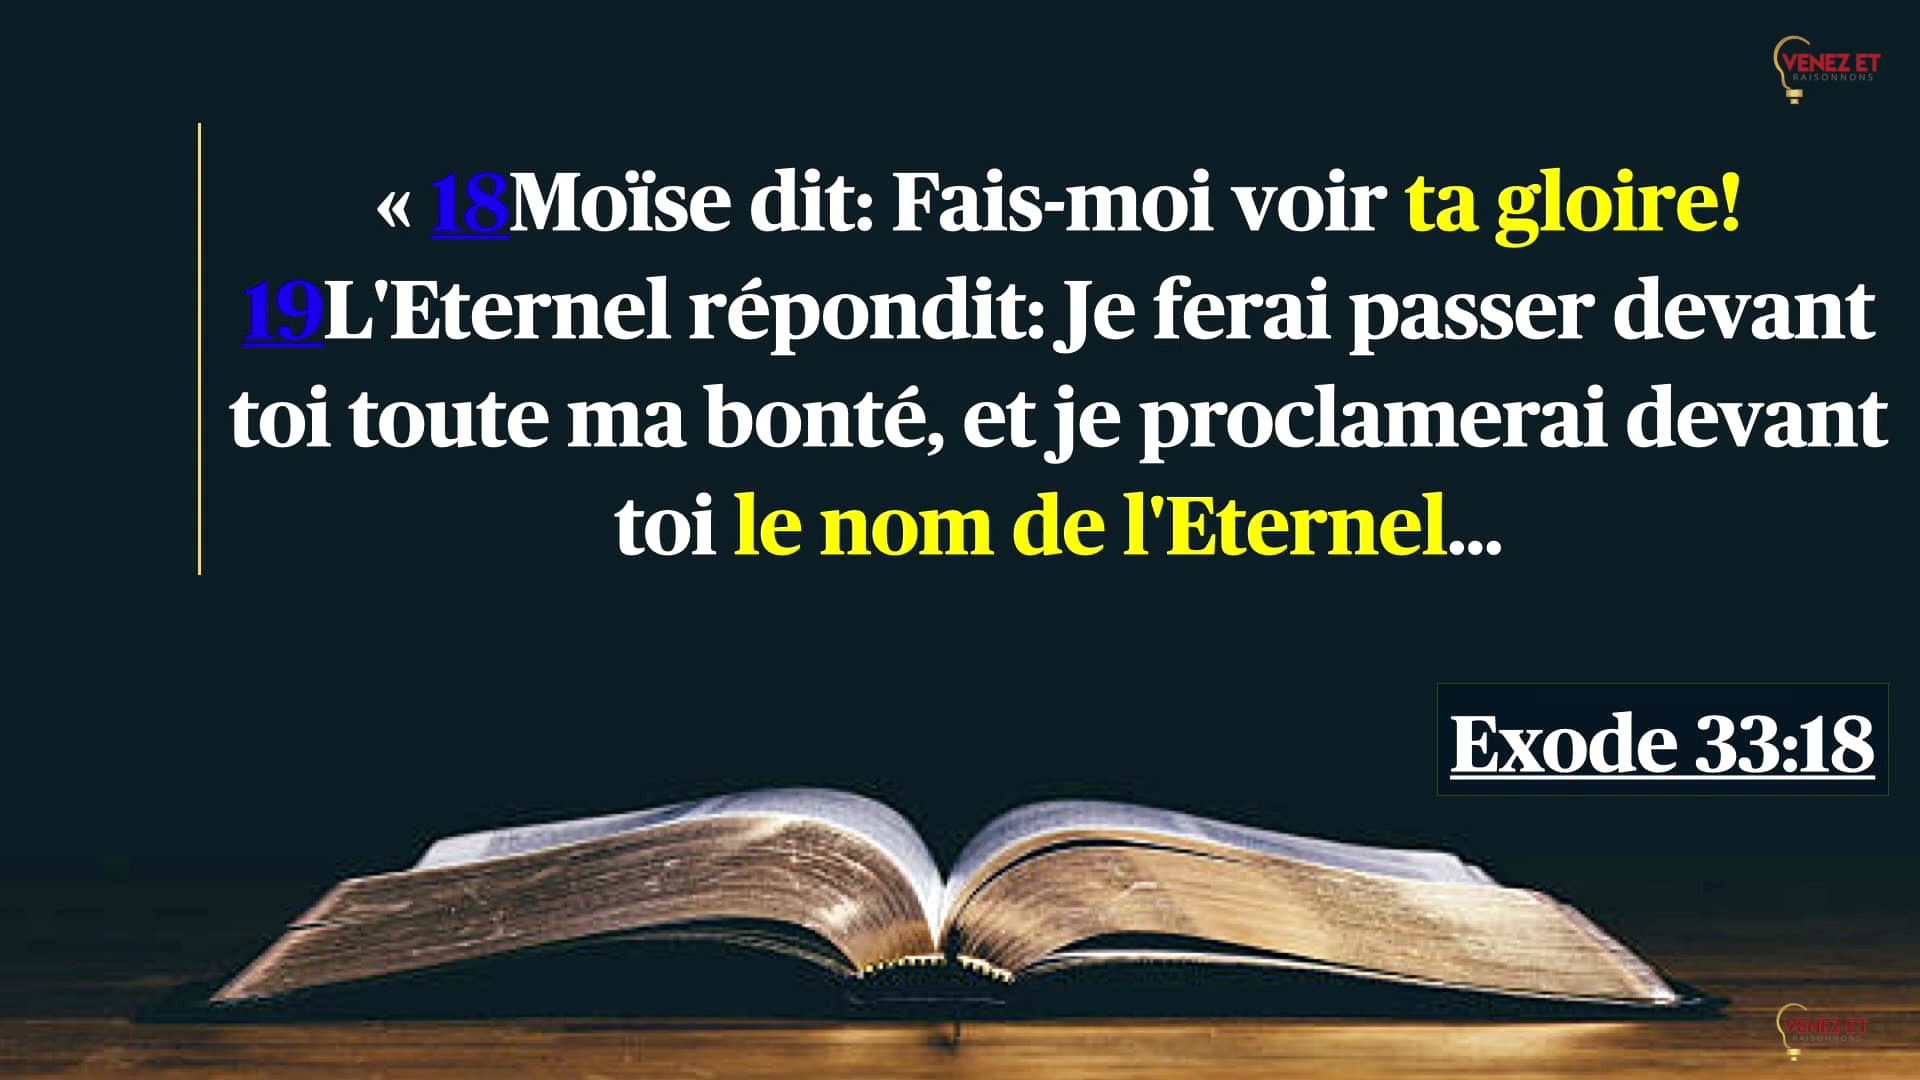 VENEZ ET
RAISONNONS
« 18Moïse dit: Fais-moi voir ta gloire!
19L'Eternel répondit: Je ferai passer devant
toi toute ma bonté, et je proclamerai devant
toi le nom de l'Eternel...
Exode 33:18
VENEZ ET
RAISONNONS